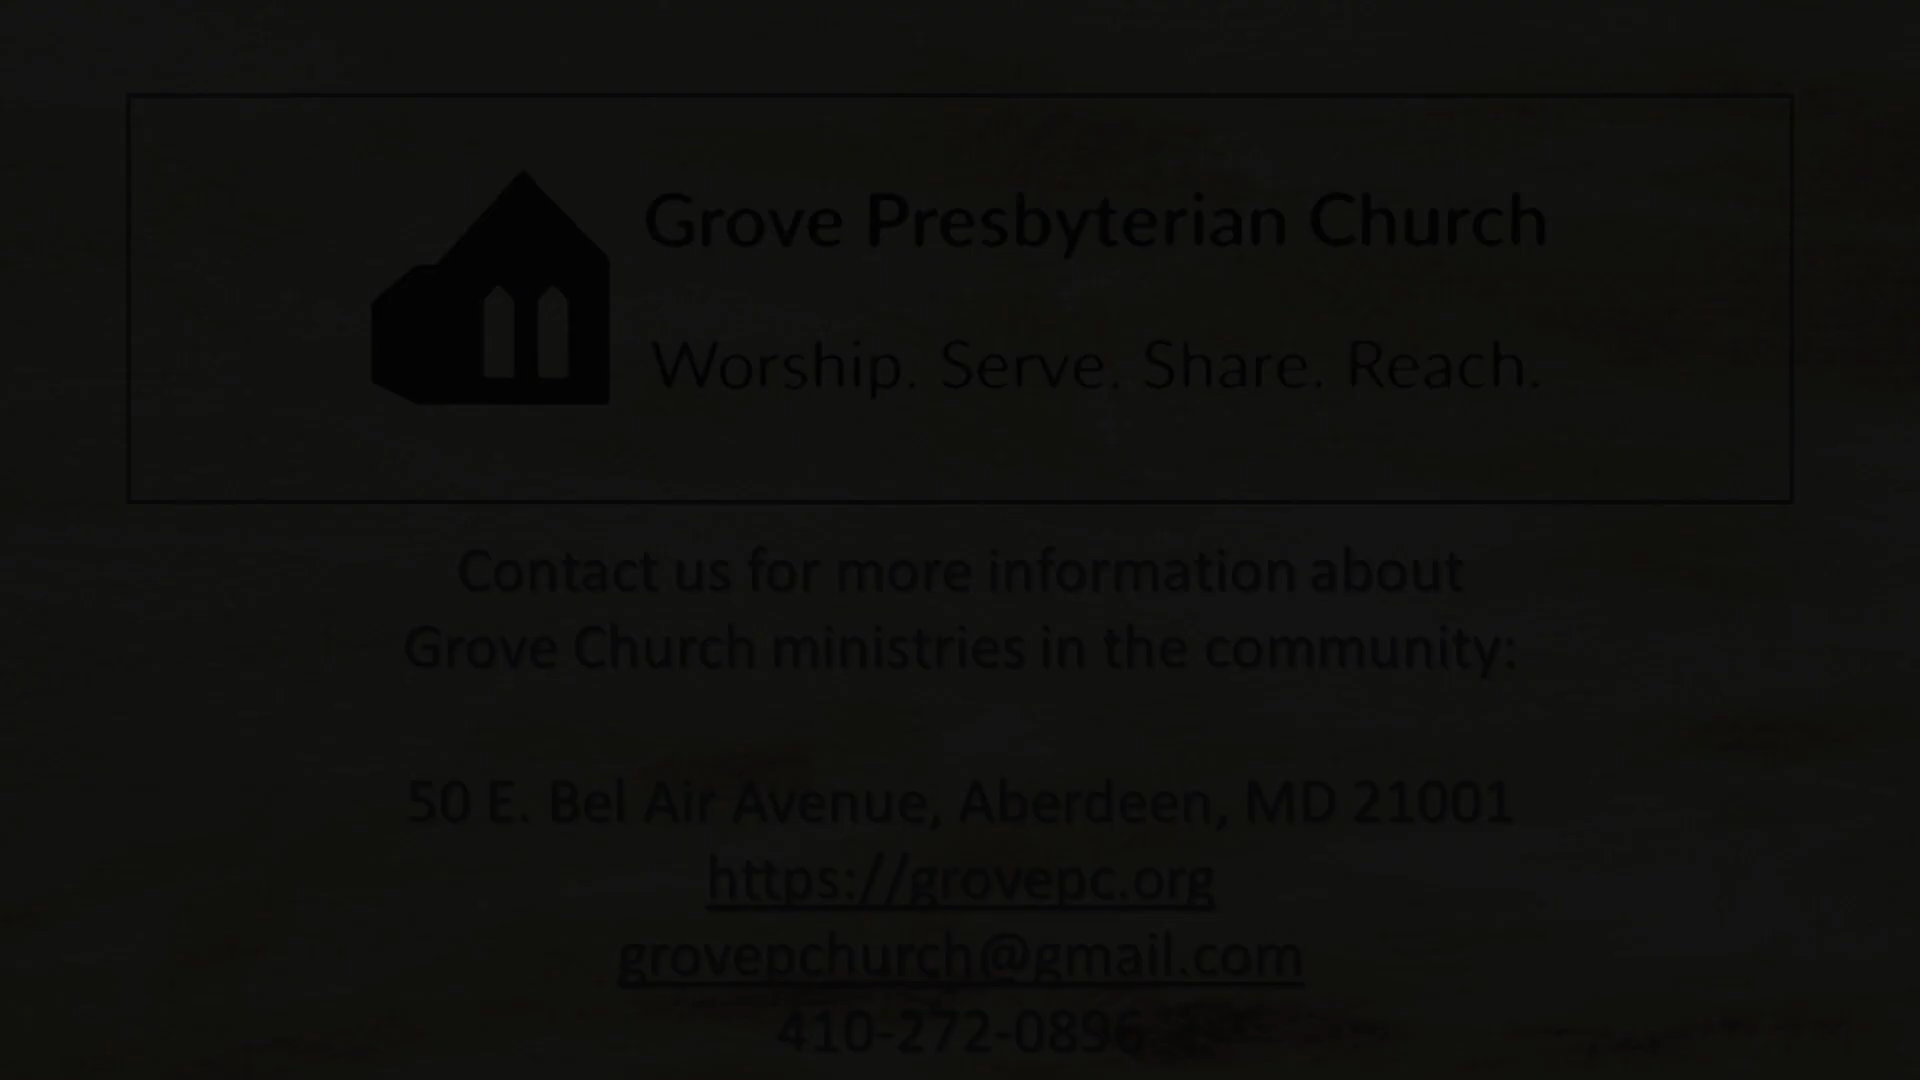 Grove Presbyterian Church
Worship. Serve. Share. Reach.
Contact us for more information about
Grove Church ministries in the community:
50 E. Bel Air Avenue, Aberdeen, MD 21001
https://grovepc.org
grovepchurch@gmail.com
410-272-0896